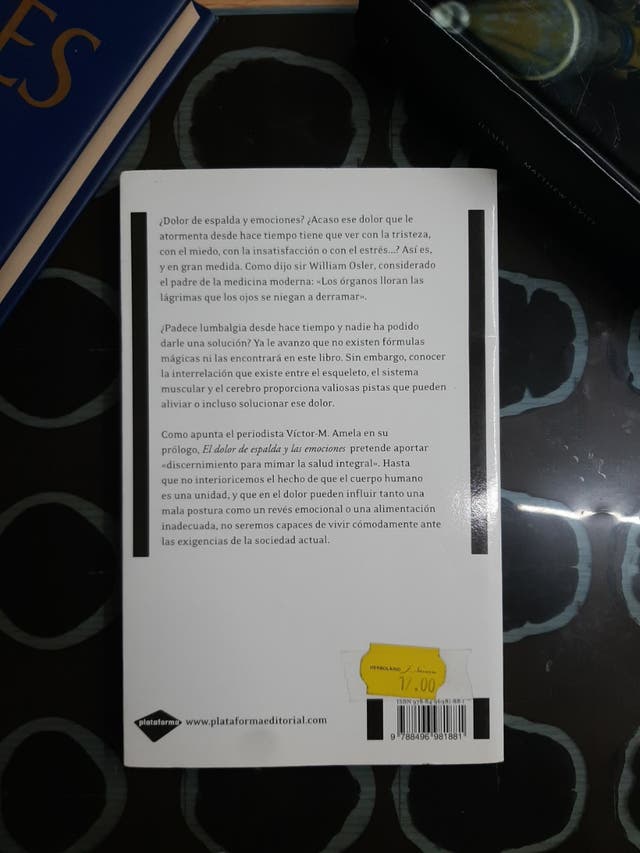 ES
¿Dolor de espalda y emociones? ¿Acaso ese dolor que le
atormenta desde hace tiempo tiene que ver con la tristeza,
con el miedo, con la insatisfacción o con el estrés...? Así es,
y en gran medida. Como dijo sir William Osler, considerado
el padre de la medicina moderna: «Los órganos lloran las
lágrimas que los ojos se niegan a derramar».
¿Padece lumbalgia desde hace tiempo y nadie ha podido
darle una solución? Ya le avanzo que no existen fórmulas
mágicas ni las encontrará en este libro. Sin embargo, conocer
la interrelación que existe entre el esqueleto, el sistema
muscular y el cerebro proporciona valiosas pistas que pueden
aliviar o incluso solucionar ese dolor.
Como apunta el periodista Víctor-M. Amela en su
prólogo, El dolor de espalda y las emociones pretende aportar
«discernimiento para mimar la salud integral». Hasta
que no interioricemos el hecho de que el cuerpo humano
es una unidad, y que en el dolor pueden influir tanto una
mala postura como un revés emocional o una alimentación
inadecuada, no seremos capaces de vivir cómodamente ante
las exigencias de la sociedad actual.
HERBOLARIO
17.00
plataforma www.plataformaeditorial.com
9 788496 981881